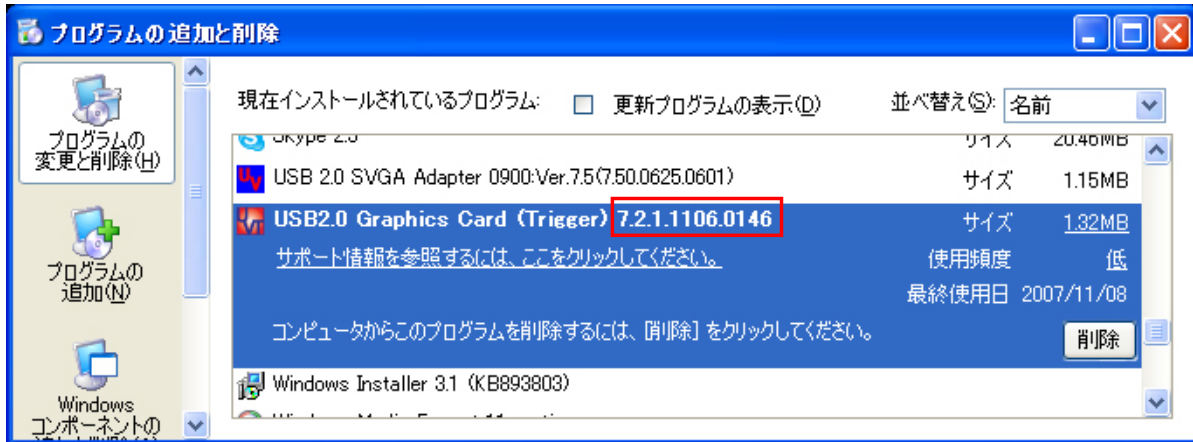 プログラムの追加と削除
プログラムの
変更と削除(H)
プログラムの
追加(N)
Windows
コンポーネントの
現在インストールされているプログラム:
更新プログラムの表示(D)
並べ替え(S): 名前
Skype 2.5 サイズ 20.46MB
USB 2.0 SVGA Adapter 0900:Ver.7.5(7.50.0625.0601) サイズ 1.15MB
USB2.0 Graphics Card (Trigger) 7.2.1.1106.0146 サイズ 1.32MB
サポート情報を参照するには、ここをクリックしてください。 使用頻度 低
最終使用日 2007/11/08
コンピュータからこのプログラムを削除するには、[削除] をクリックしてください。 削除
Windows Installer 3.1 (KB893803)